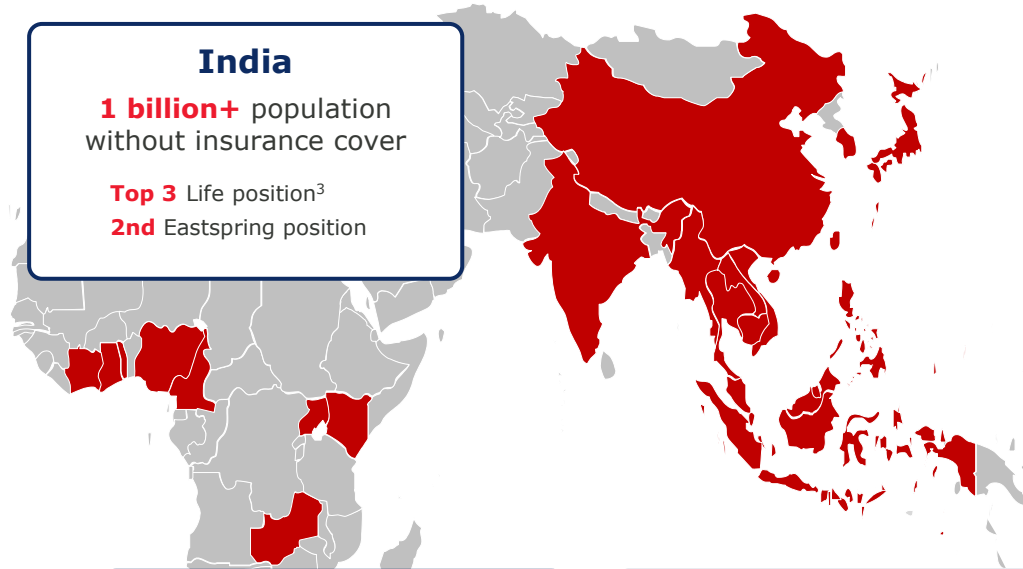 India
1 billion+ population
without insurance cover
Top 3 Life position³
2nd Eastspring position